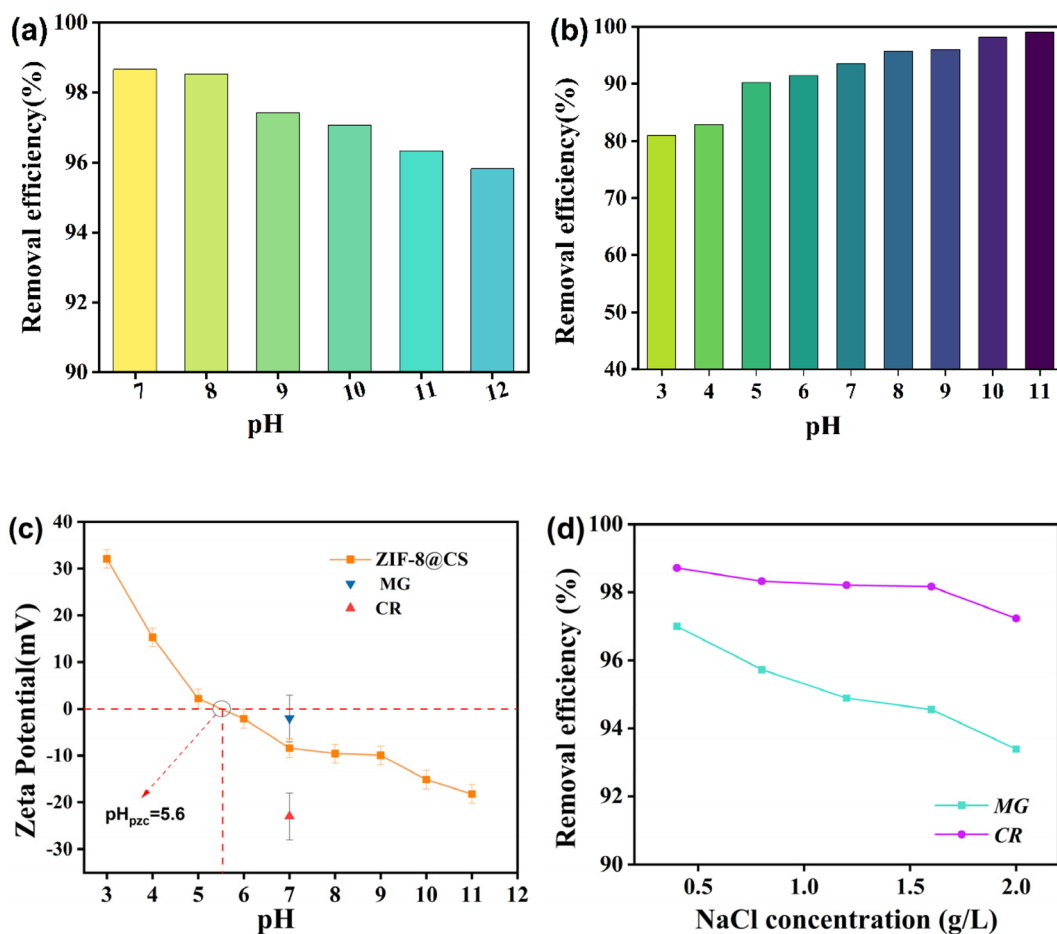 (a)
Removal efficiency(%)
100
98
96
94
92
90
7 8 9 10 11 12
pH
(b)
Removal efficiency(%)
100
90
80
70
60
50
40
3 4 5 6 7 8 9 10 11
pH
(c)
Zeta Potential(mV)
40
30
20
10
0
-10
-20
-30
ZIF-8@CS
MG
CR
pHpzc=5.6
3 4 5 6 7 8 9 10 11 12
pH
(d)
Removal efficiency (%)
100
98
96
94
92
90
MG
CR
0.5 1.0 1.5 2.0
NaCl concentration (g/L)